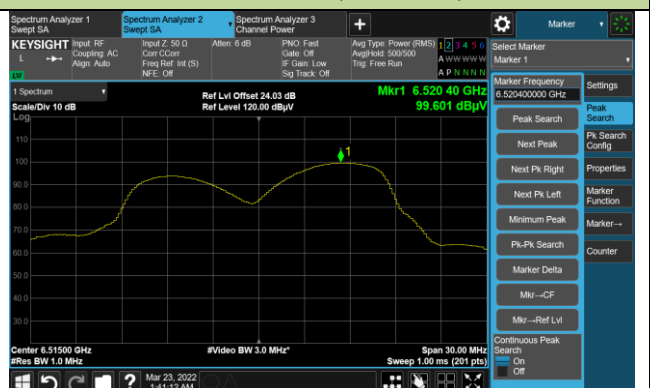 Spectrum Analyzer 1
Swept SA
Spectrum Analyzer 2
Swept SA
Spectrum Analyzer 3
Channel Power
Marker
KEYSIGHT
L
Input: RF
Coupling: AC
Align: Auto
Input Z: 50 Ω
Corr CCorr
Freq Ref: Int (S)
NFE: Off
Atten: 6 dB
PNO: Fast
Gate: Off
IF Gain: Low
Sig Track: Off
Avg Type: Power (RMS)
Avg|Hold: 500/500
Trig: Free Run
1 2 3 4 5 6
A W W W W W
A P N N N N
Select Marker
Marker 1
1 Spectrum
Scale/Div 10 dB
Log
Ref Lvl Offset 24.03 dB
Ref Level 120.00 dBµV
Mkr1 6.520 40 GHz
99.601 dBµV
110
100
90.0
80.0
70.0
60.0
50.0
40.0
30.0
1
Center 6.51500 GHz
#Res BW 1.0 MHz
#Video BW 3.0 MHz*
Span 30.00 MHz
Sweep 1.00 ms (201 pts)
Marker Frequency
6.520400000 GHz
Peak Search
Next Peak
Next Pk Right
Next Pk Left
Minimum Peak
Pk-Pk Search
Marker Delta
Mkr→CF
Mkr→Ref Lvl
Continuous Peak
Search
On
Off
Settings
Peak
Search
Pk Search
Config
Properties
Marker
Function
Marker→
Counter
Mar 23, 2022